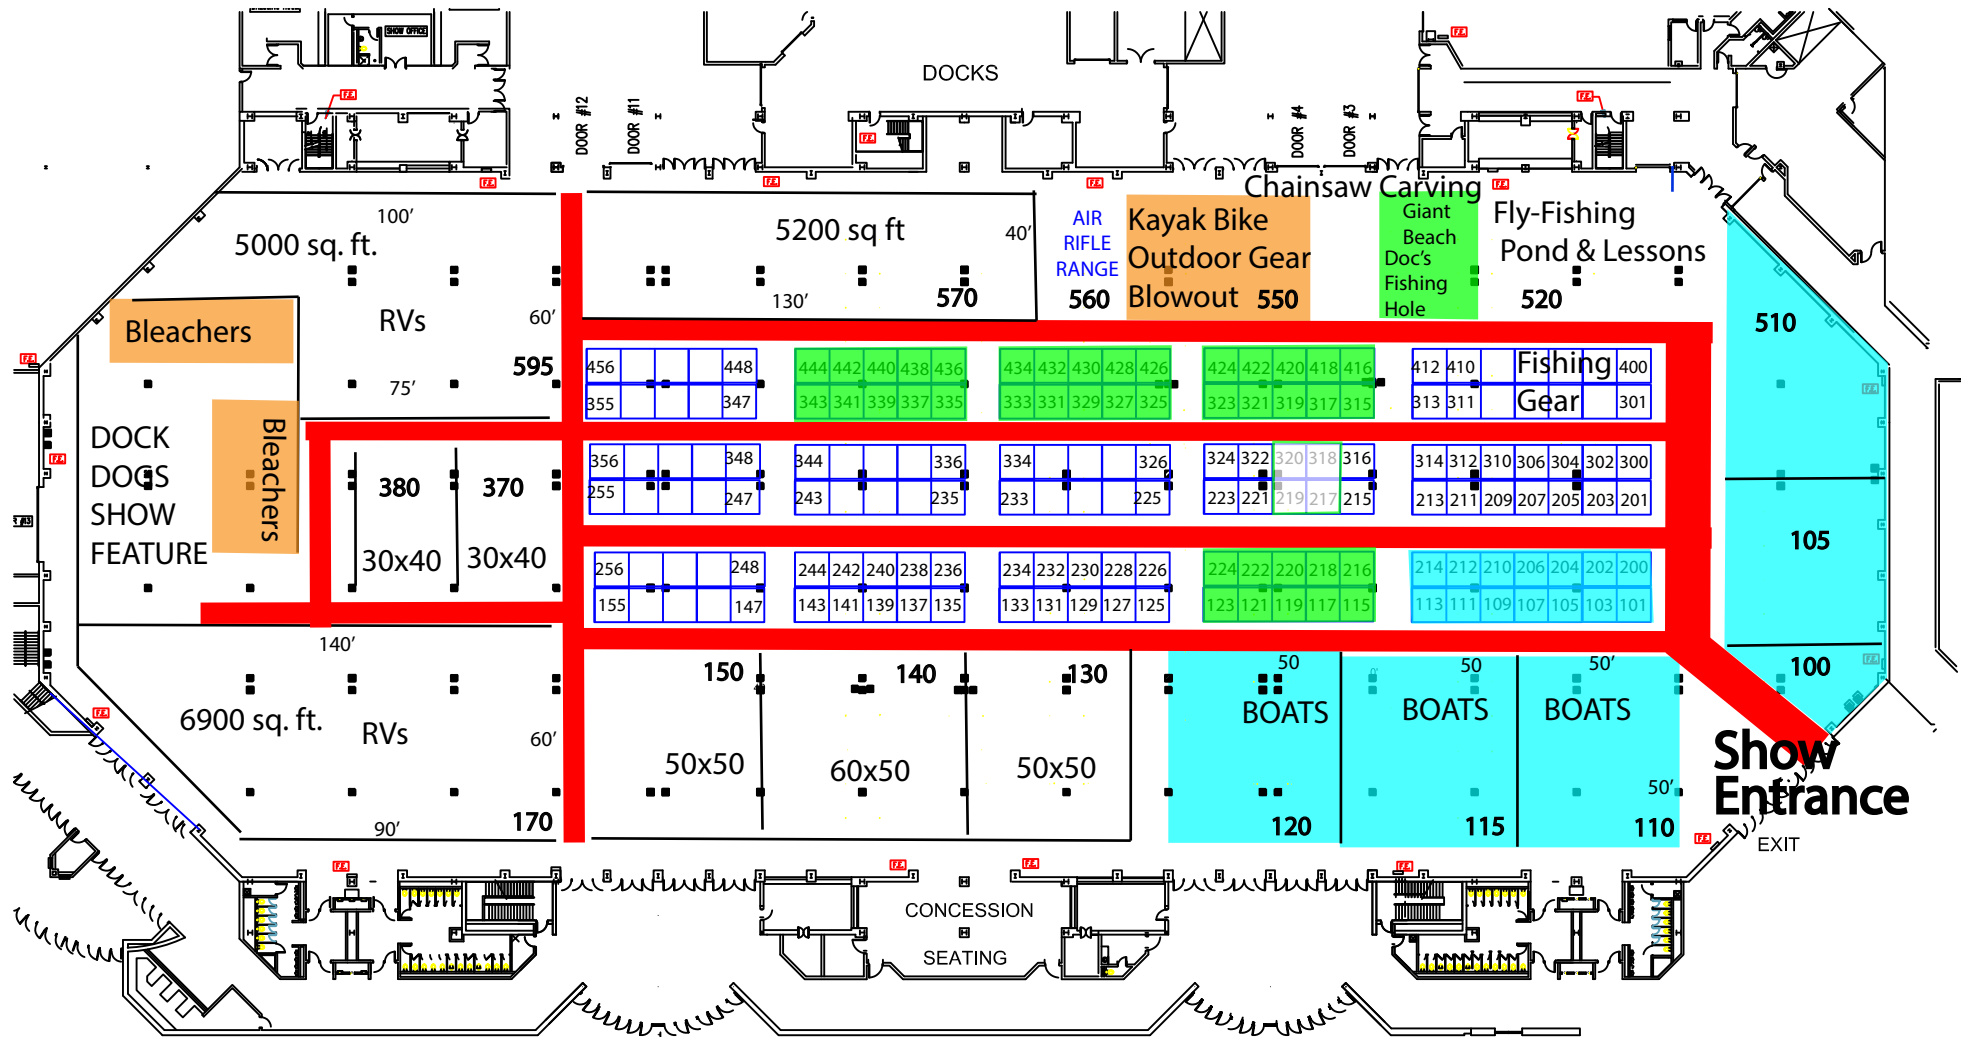 SHOW OFFICE
F.E.
F.E.
F.E.
DOCKS
DOOR #12
DOOR #11
DOOR #4
DOOR #3
F.E.
F.E.
F.E.
F.E.
F.E.
Chainsaw Carving
100’
5000 sq. ft.
5200 sq ft
40’
AIR
RIFLE
RANGE
560
Kayak Bike
Outdoor Gear
Blowout 550
Giant
Beach
Doc’s
Fishing
Hole
Fly-Fishing
Pond & Lessons
520
130’
570
510
Bleachers
RVs
60’
595
75’
F.E.
456 448
355 347
444 442 440 438 436
343 341 339 337 335
434 432 430 428 426
333 331 329 327 325
424 422 420 418 416
323 321 319 317 315
412 410 Fishing 400
313 311 Gear 301
F.E.
Bleachers
DOCK
DOGS
SHOW
FEATURE
F.E.
380
30x40
370
30x40
356 348
255 247
344 336
243 235
334 326
233 225
324 322 320 318 316
223 221 219 217 215
314 312 310 306 304 302 300
213 211 209 207 205 203 201
105
256 248
155 147
244 242 240 238 236
143 141 139 137 135
234 232 230 228 226
133 131 129 127 125
224 222 220 218 216
123 121 119 117 115
214 212 210 206 204 202 200
113 111 109 107 105 103 101
100
F.E.
140’
6900 sq. ft.
RVs
60’
90’
170
F.E.
150
50x50
140
60x50
130
50x50
50
BOATS
120
50
BOATS
115
50’
BOATS
50’
110
Show
Entrance
EXIT
F.E.
F.E.
F.E.
F.E.
F.E.
CONCESSION
SEATING